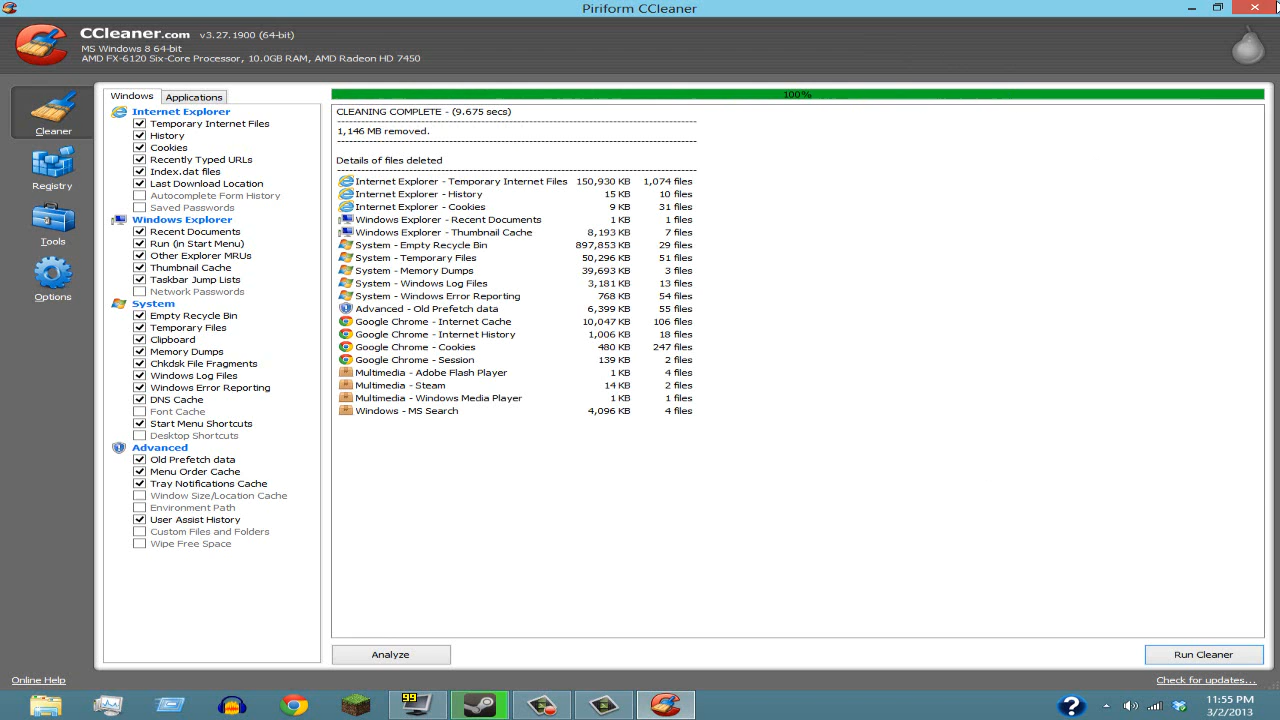 Piriform CCleaner
CCleaner.com v3.27.1900 (64-bit)
MS Windows 8 64-bit
AMD FX-6120 Six-Core Processor, 10.0GB RAM, AMD Radeon HD 7450
Cleaner
Registry
Tools
Options
Windows
Applications
Internet Explorer
Temporary Internet Files
History
Cookies
Recently Typed URLs
Index.dat files
Last Download Location
Autocomplete Form History
Saved Passwords
Windows Explorer
Recent Documents
Run (in Start Menu)
Other Explorer MRUs
Thumbnail Cache
Taskbar Jump Lists
Network Passwords
System
Empty Recycle Bin
Temporary Files
Clipboard
Memory Dumps
Chkdsk File Fragments
Windows Log Files
Windows Error Reporting
DNS Cache
Font Cache
Start Menu Shortcuts
Desktop Shortcuts
Advanced
Old Prefetch data
Menu Order Cache
Tray Notifications Cache
Window Size/Location Cache
Environment Path
User Assist History
Custom Files and Folders
Wipe Free Space
100%
CLEANING COMPLETE - (9.675 secs)
1,146 MB removed.
Details of files deleted
Internet Explorer - Temporary Internet Files 150,930 KB 1,074 files
Internet Explorer - History 15 KB 10 files
Internet Explorer - Cookies 9 KB 31 files
Windows Explorer - Recent Documents 1 KB 1 files
Windows Explorer - Thumbnail Cache 8,193 KB 7 files
System - Empty Recycle Bin 897,853 KB 29 files
System - Temporary Files 50,296 KB 51 files
System - Memory Dumps 39,693 KB 3 files
System - Windows Log Files 3,181 KB 13 files
System - Windows Error Reporting 768 KB 54 files
Advanced - Old Prefetch data 6,399 KB 55 files
Google Chrome - Internet Cache 10,047 KB 106 files
Google Chrome - Internet History 1,006 KB 18 files
Google Chrome - Cookies 480 KB 247 files
Google Chrome - Session 139 KB 2 files
Multimedia - Adobe Flash Player 1 KB 4 files
Multimedia - Steam 14 KB 2 files
Multimedia - Windows Media Player 1 KB 1 files
Windows - MS Search 4,096 KB 4 files
Analyze
Run Cleaner
Online Help
Check for updates...
99
11:55 PM
3/2/2013